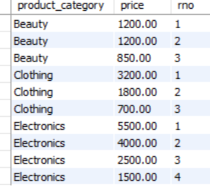 product_category price rno
Beauty 1200.00 1
Beauty 1200.00 2
Beauty 850.00 3
Clothing 3200.00 1
Clothing 1800.00 2
Clothing 700.00 3
Electronics 5500.00 1
Electronics 4000.00 2
Electronics 2500.00 3
Electronics 1500.00 4